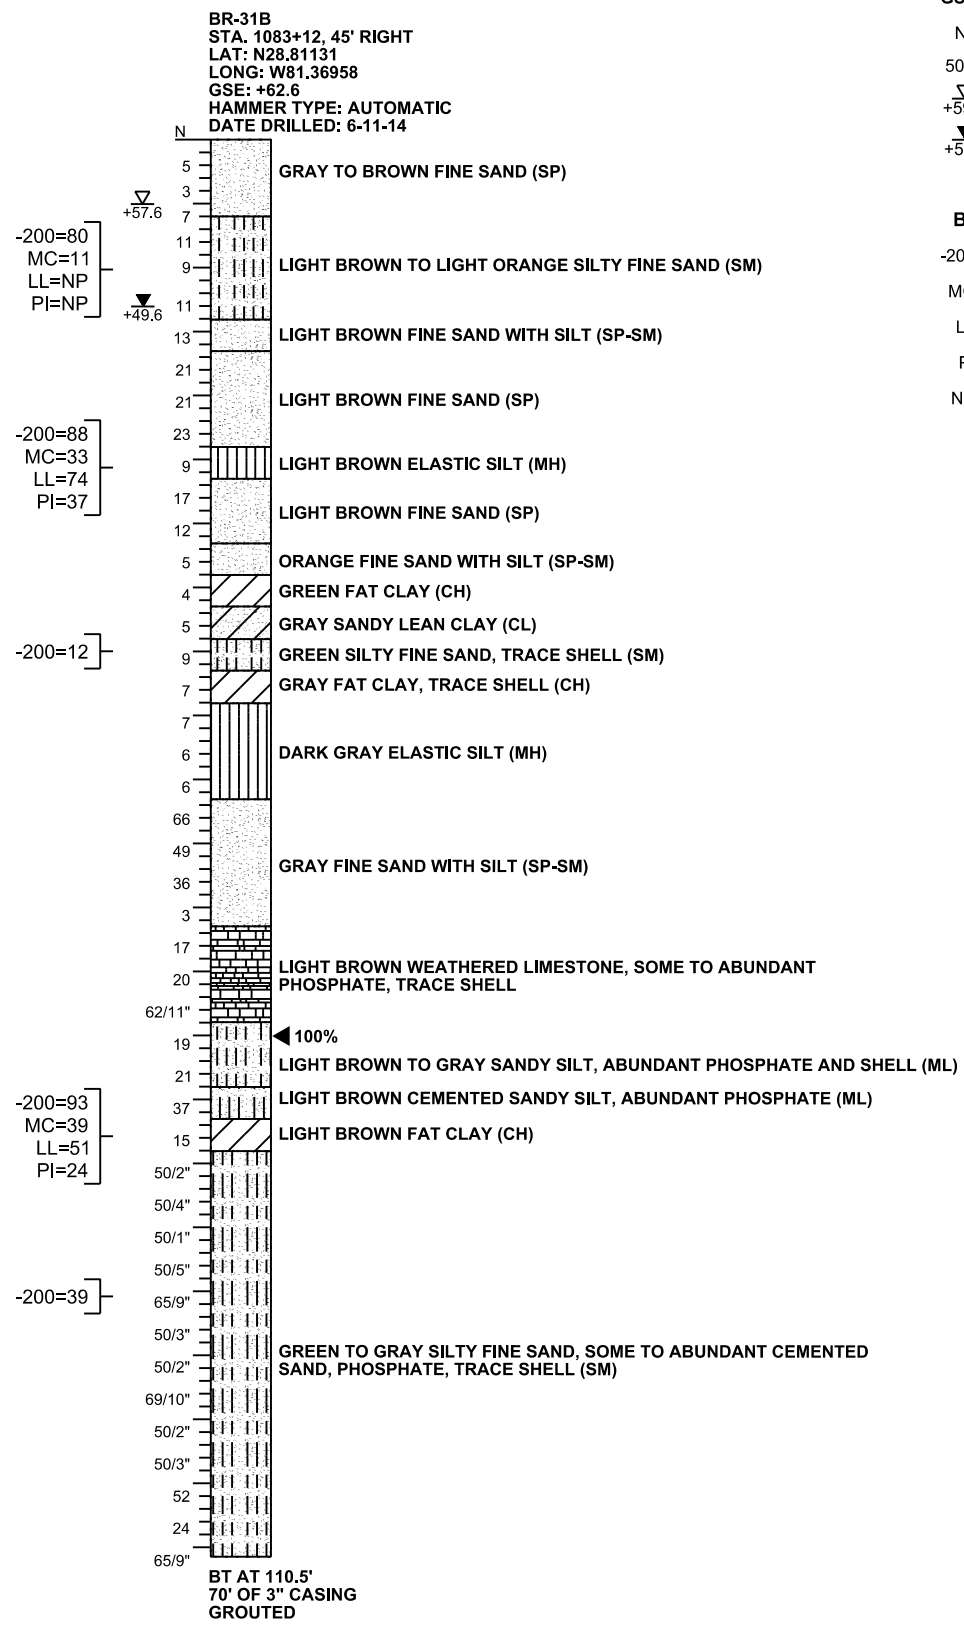 BR-31B
STA. 1083+12, 45' RIGHT
LAT: N28.81131
LONG: W81.36958
GSE: +62.6
HAMMER TYPE: AUTOMATIC
DATE DRILLED: 6-11-14
N
5
GRAY TO BROWN FINE SAND (SP)
3
+57.6
7
-200=80
MC=11
LL=NP
PI=NP
11
9
LIGHT BROWN TO LIGHT ORANGE SILTY FINE SAND (SM)
11
+49.6
13
LIGHT BROWN FINE SAND WITH SILT (SP-SM)
21
21
LIGHT BROWN FINE SAND (SP)
23
-200=88
MC=33
LL=74
PI=37
9
LIGHT BROWN ELASTIC SILT (MH)
17
LIGHT BROWN FINE SAND (SP)
12
5
ORANGE FINE SAND WITH SILT (SP-SM)
4
GREEN FAT CLAY (CH)
5
GRAY SANDY LEAN CLAY (CL)
-200=12
9
GREEN SILTY FINE SAND, TRACE SHELL (SM)
7
GRAY FAT CLAY, TRACE SHELL (CH)
7
6
DARK GRAY ELASTIC SILT (MH)
6
66
49
GRAY FINE SAND WITH SILT (SP-SM)
36
3
17
LIGHT BROWN WEATHERED LIMESTONE, SOME TO ABUNDANT
PHOSPHATE, TRACE SHELL
20
62/11"
100%
19
LIGHT BROWN TO GRAY SANDY SILT, ABUNDANT PHOSPHATE AND SHELL (ML)
21
LIGHT BROWN CEMENTED SANDY SILT, ABUNDANT PHOSPHATE (ML)
37
-200=93
MC=39
LL=51
PI=24
LIGHT BROWN FAT CLAY (CH)
15
50/2"
50/4"
50/1"
50/5"
-200=39
65/9"
50/3"
GREEN TO GRAY SILTY FINE SAND, SOME TO ABUNDANT CEMENTED
SAND, PHOSPHATE, TRACE SHELL (SM)
50/2"
69/10"
50/2"
50/3"
52
24
65/9"
BT AT 110.5'
70' OF 3" CASING
GROUTED